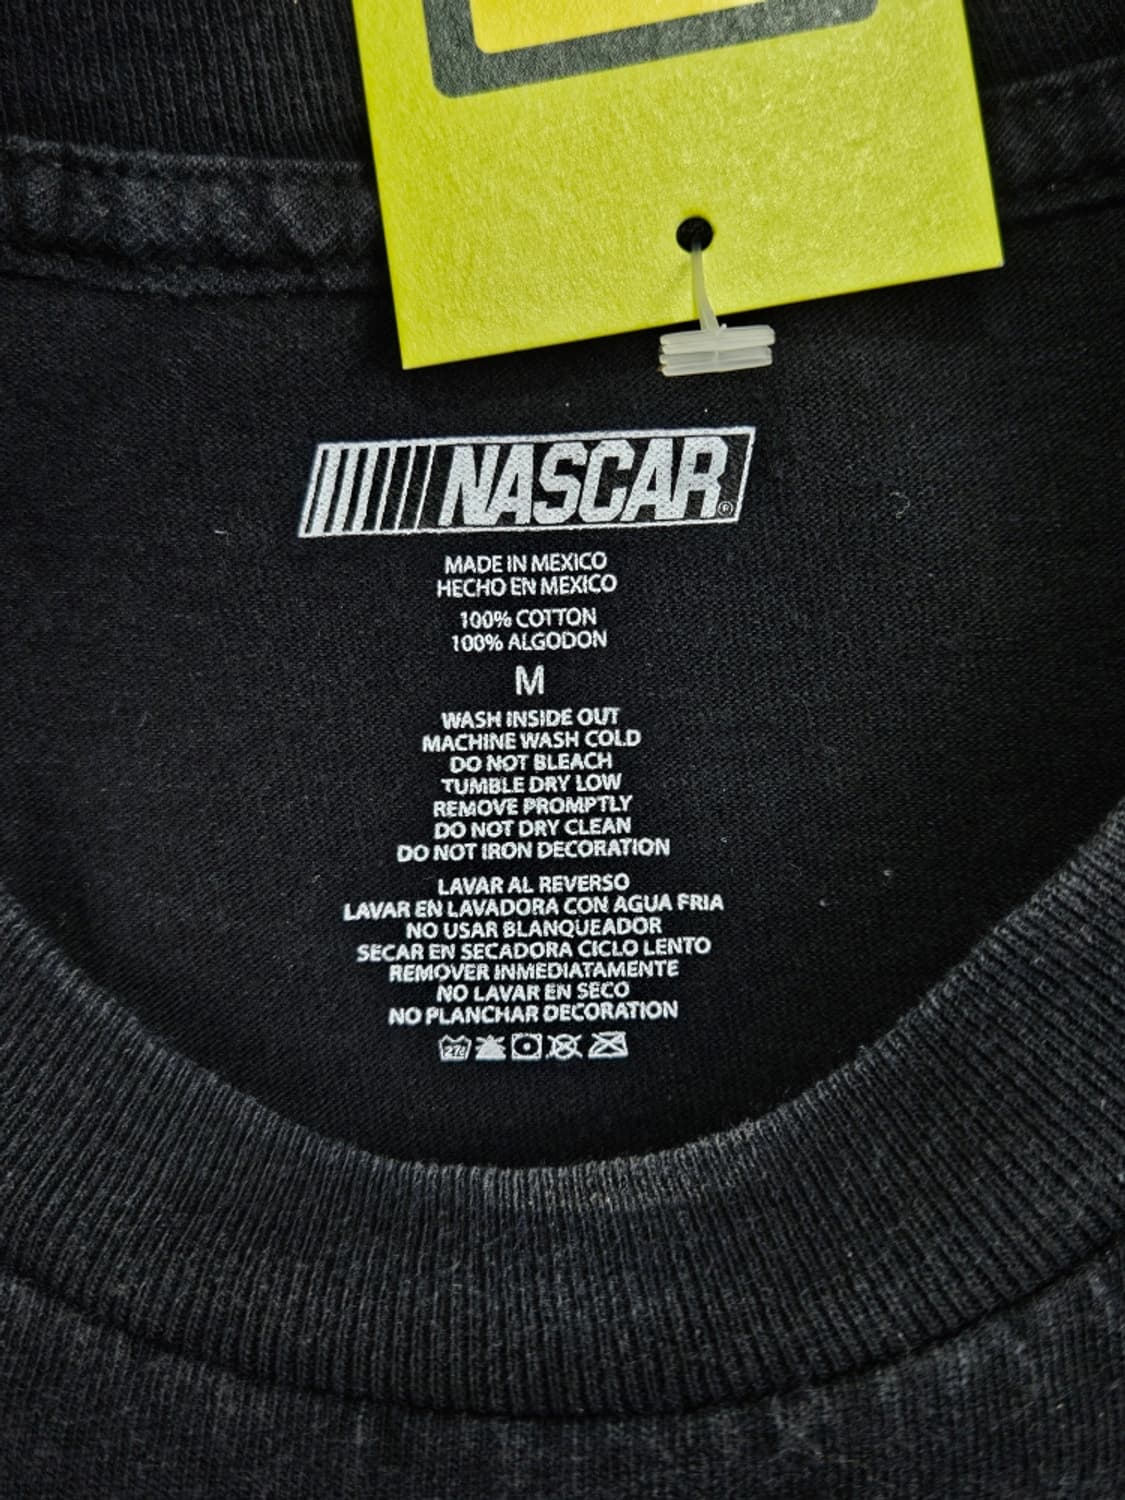 NASCAR®
MADE IN MEXICO
HECHO EN MEXICO
100% COTTON
100% ALGODON
M
WASH INSIDE OUT
MACHINE WASH COLD
DO NOT BLEACH
TUMBLE DRY LOW
REMOVE PROMPTLY
DO NOT DRY CLEAN
DO NOT IRON DECORATION
LAVAR AL REVERSO
LAVAR EN LAVADORA CON AGUA FRIA
NO USAR BLANQUEADOR
SECAR EN SECADORA CICLO LENTO
REMOVER INMEDIATAMENTE
NO LAVAR EN SECO
NO PLANCHAR DECORATION
27°